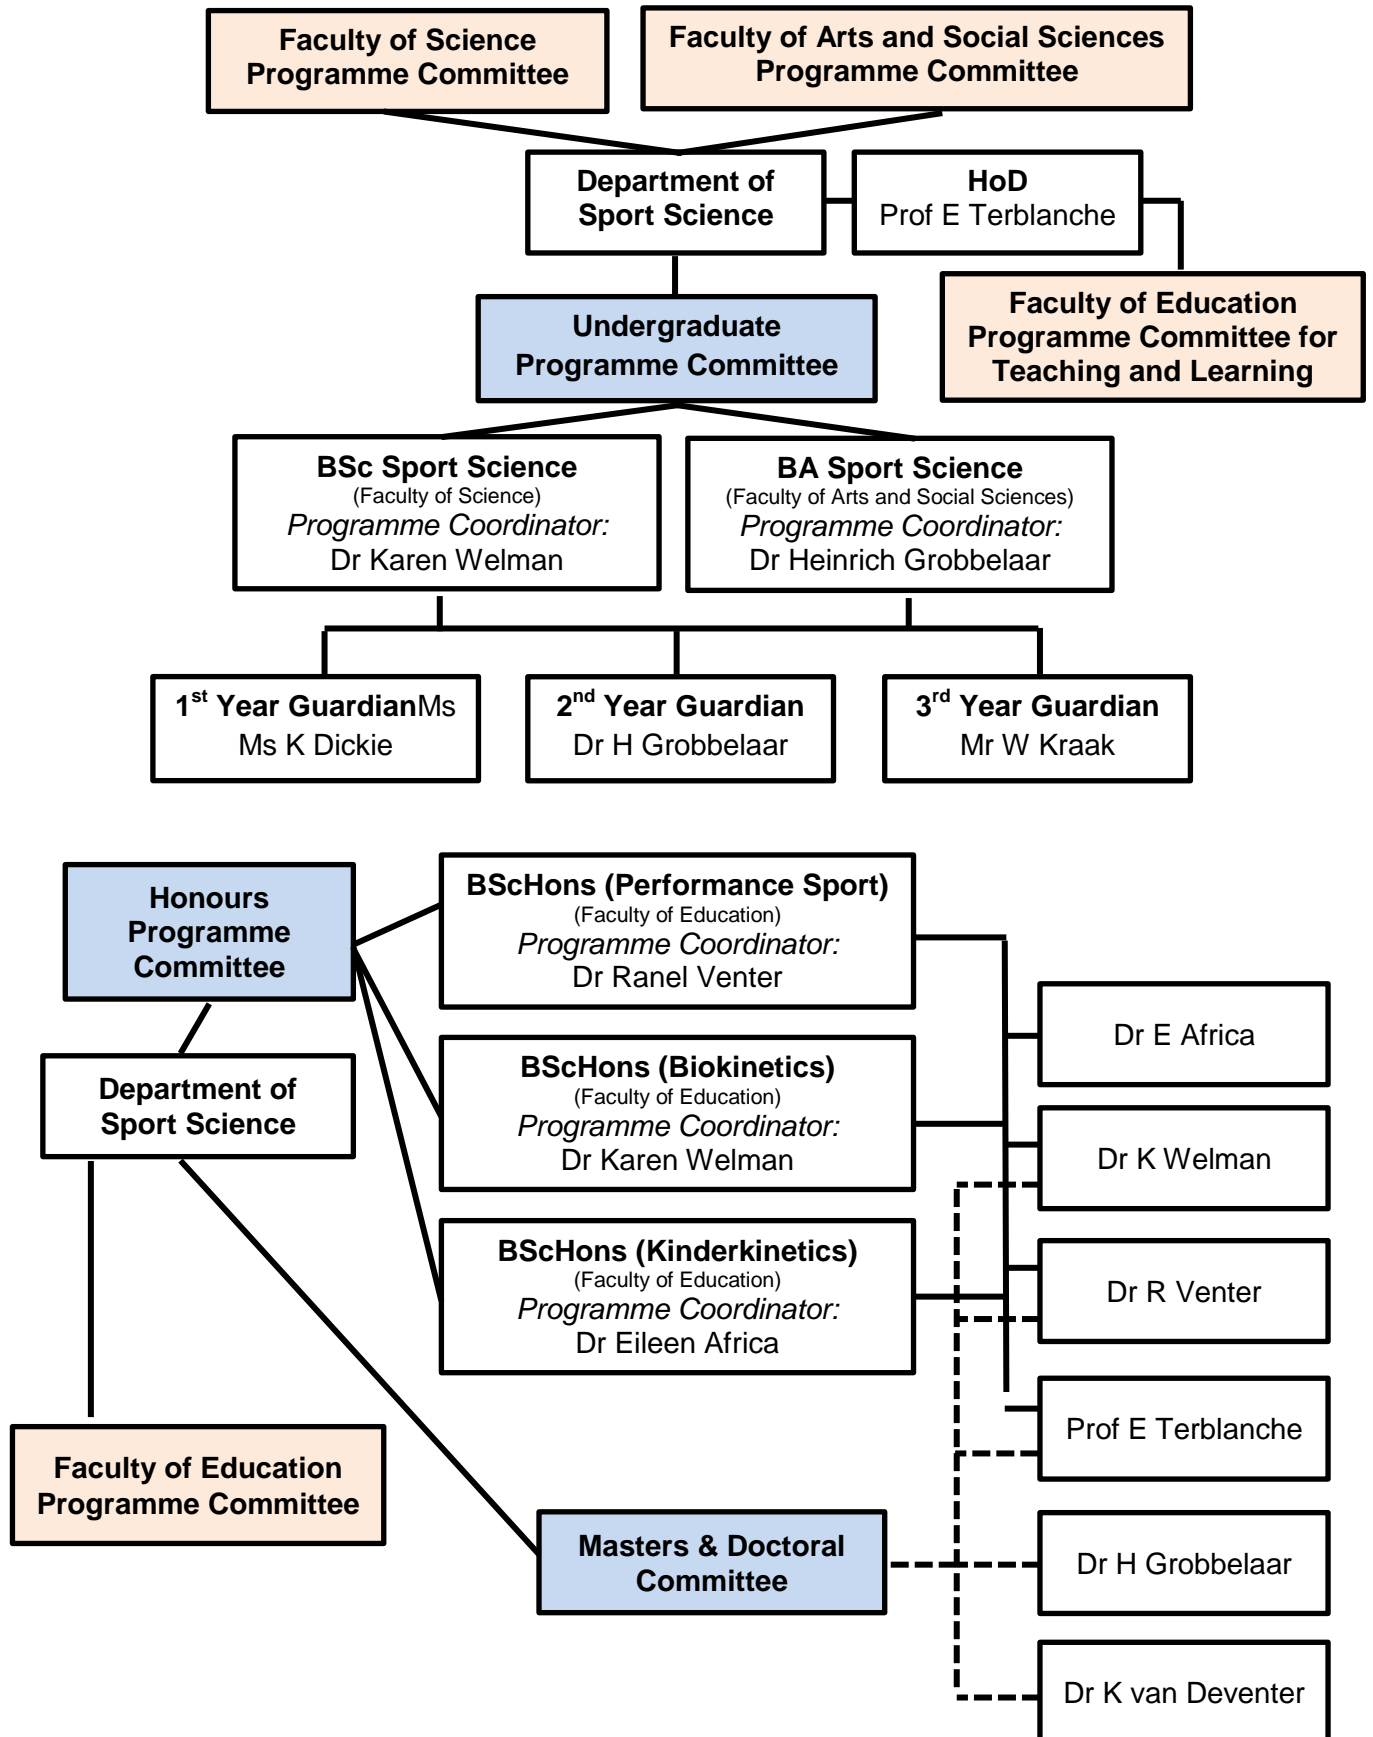 Faculty of Science
Programme Committee
Faculty of Arts and Social Sciences
Programme Committee
Department of
Sport Science
HoD
Prof E Terblanche
Faculty of Education
Programme Committee for
Teaching and Learning
Undergraduate
Programme Committee
BSc Sport Science
(Faculty of Science)
Programme Coordinator:
Dr Karen Welman
BA Sport Science
(Faculty of Arts and Social Sciences)
Programme Coordinator:
Dr Heinrich Grobbelaar
1st Year GuardianMs
Ms K Dickie
2nd Year Guardian
Dr H Grobbelaar
3rd Year Guardian
Mr W Kraak
Honours
Programme
Committee
BScHons (Performance Sport)
(Faculty of Education)
Programme Coordinator:
Dr Ranel Venter
Department of
Sport Science
BScHons (Biokinetics)
(Faculty of Education)
Programme Coordinator:
Dr Karen Welman
BScHons (Kinderkinetics)
(Faculty of Education)
Programme Coordinator:
Dr Eileen Africa
Dr E Africa
Dr K Welman
Dr R Venter
Prof E Terblanche
Dr H Grobbelaar
Dr K van Deventer
Faculty of Education
Programme Committee
Masters & Doctoral
Committee